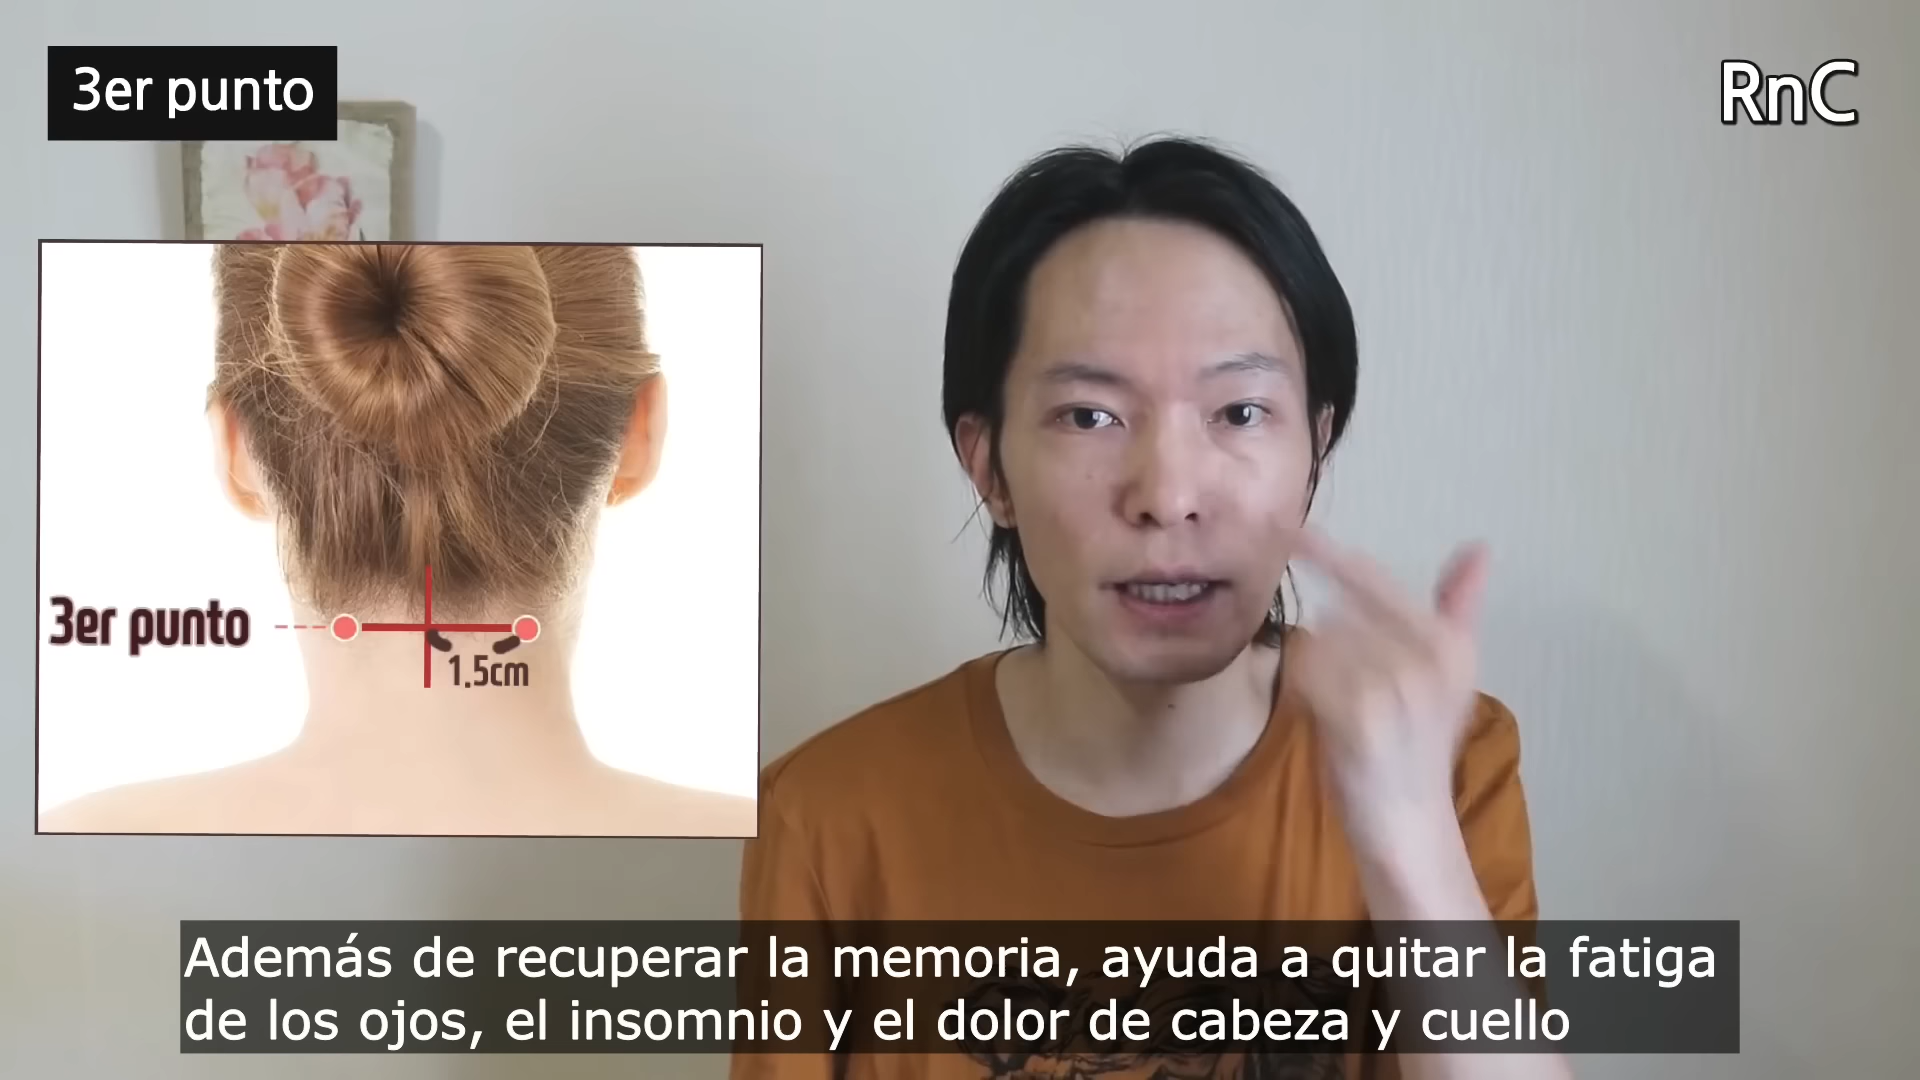 3er punto
RnC
3er punto
1.5cm
Además de recuperar la memoria, ayuda a quitar la fatiga
de los ojos, el insomnio y el dolor de cabeza y cuello